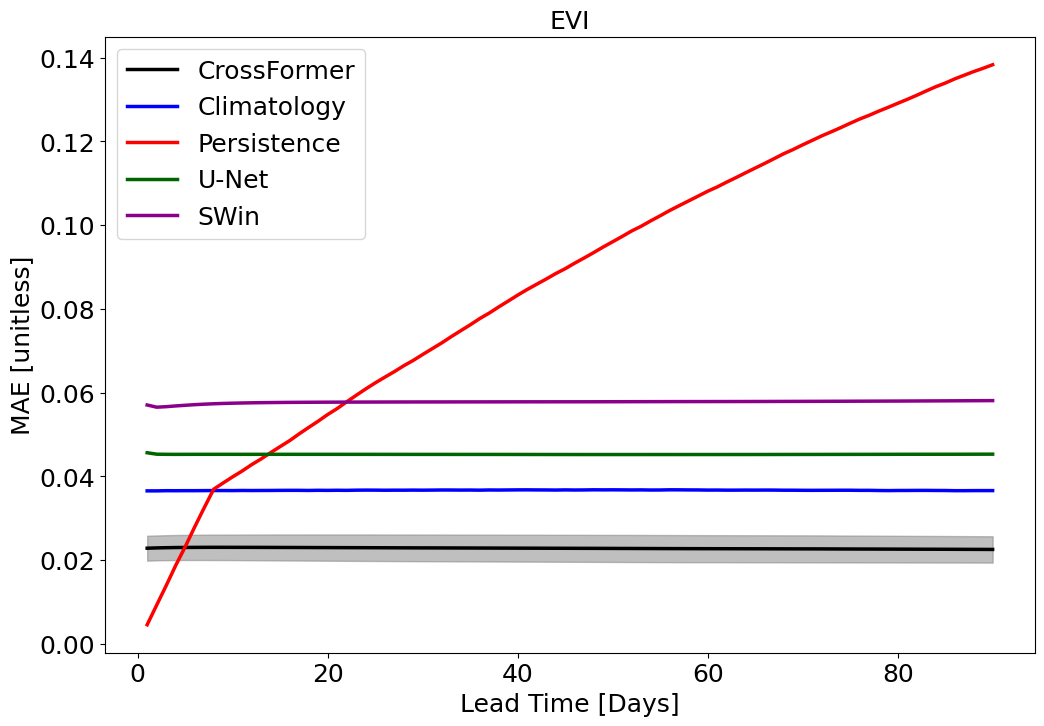 EVI
CrossFormer
Climatology
Persistence
U-Net
SWin
MAE [unitless]
0.14
0.12
0.10
0.08
0.06
0.04
0.02
0.00
0 20 40 60 80
Lead Time [Days]